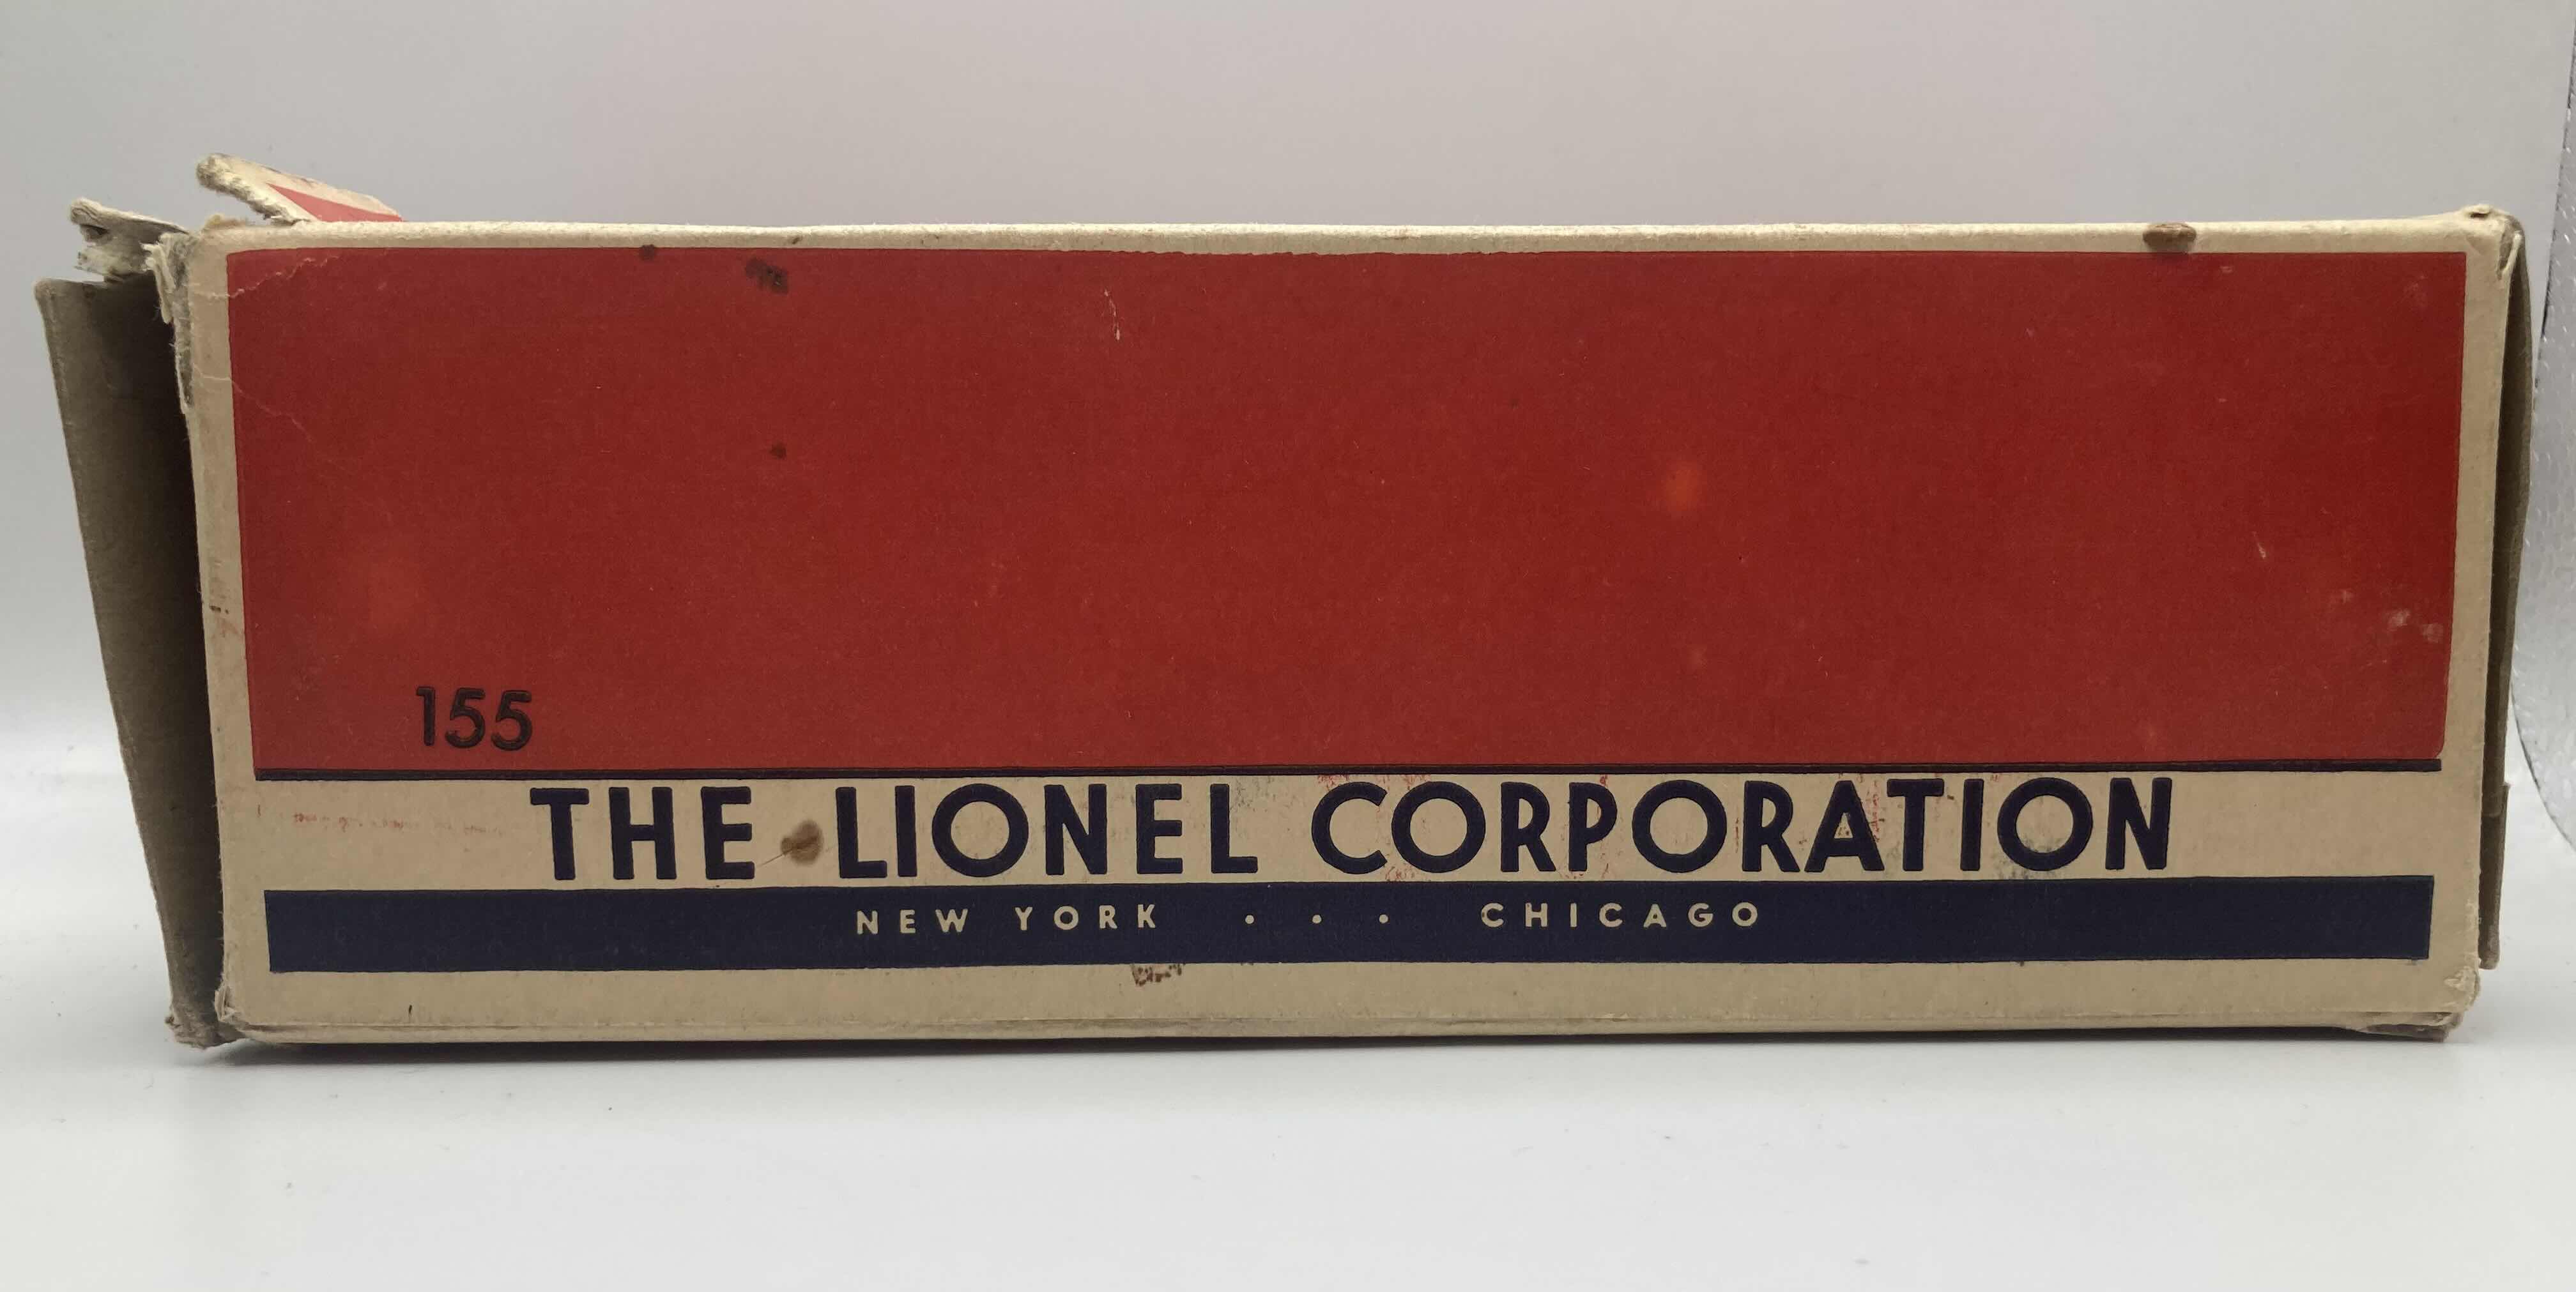 155
THE LIONEL CORPORATION
NEW YORK . . . CHICAGO